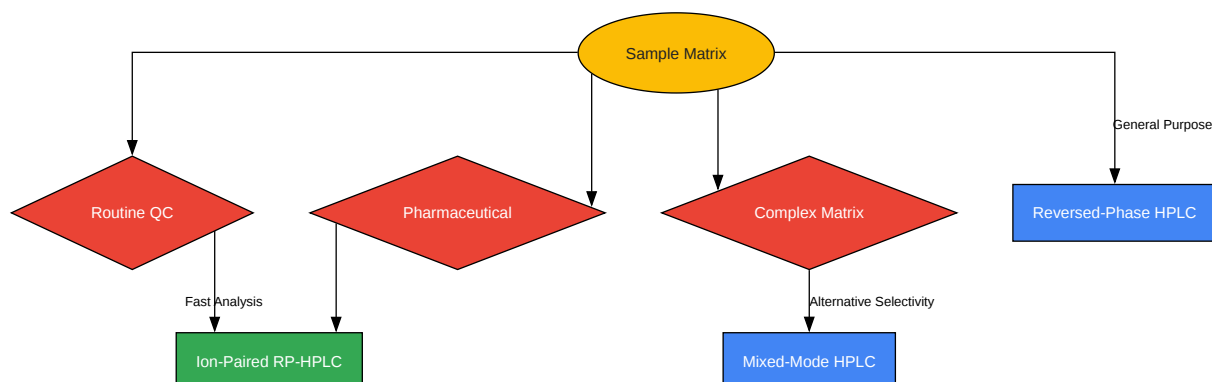 Sample Matrix
General Purpose
Routine QC
Pharmaceutical
Complex Matrix
Reversed-Phase HPLC
Fast Analysis
Alternative Selectivity
Ion-Paired RP-HPLC
Mixed-Mode HPLC